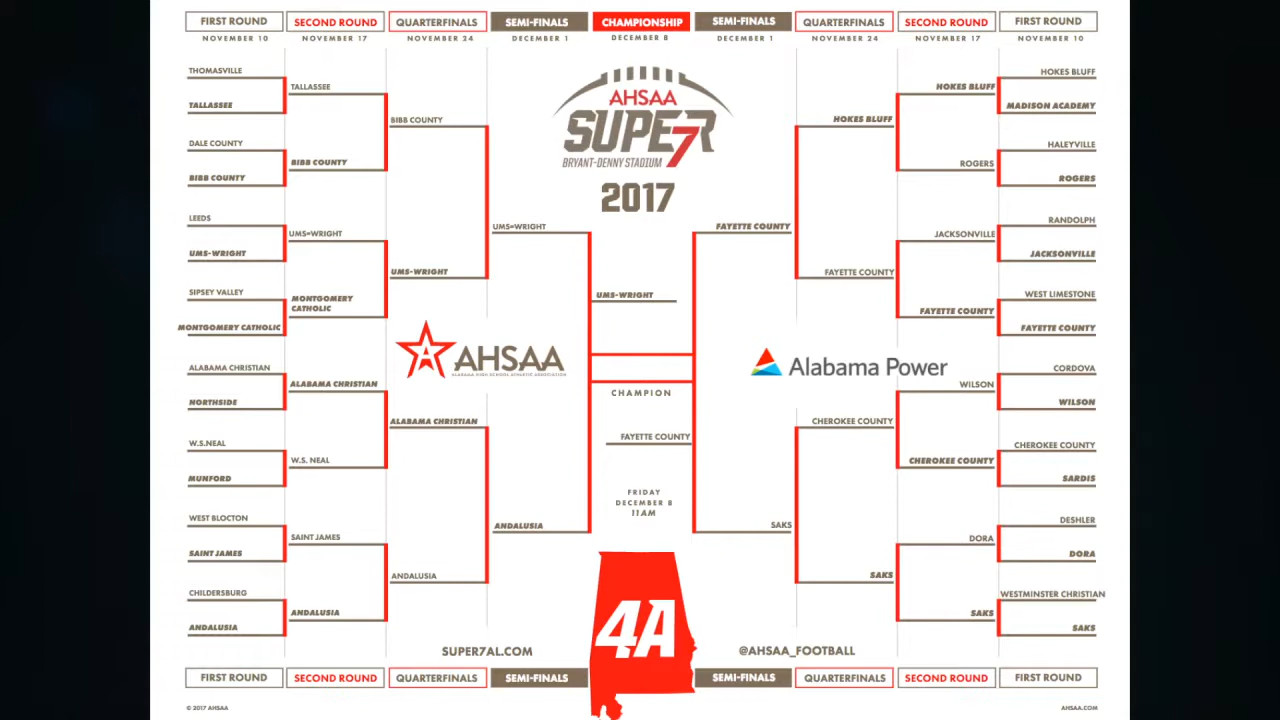 FIRST ROUND SECOND ROUND QUARTERFINALS SEMI-FINALS CHAMPIONSHIP SEMI-FINALS QUARTERFINALS SECOND ROUND FIRST ROUND
NOVEMBER 10 NOVEMBER 17 NOVEMBER 24 DECEMBER 1 DECEMBER 8 DECEMBER 1 NOVEMBER 24 NOVEMBER 17 NOVEMBER 10
THOMASVILLE
TALLASSEE
DALE COUNTY
BIBB COUNTY
LEEDS
UMS-WRIGHT
SIPSEY VALLEY
MONTGOMERY CATHOLIC
ALABAMA CHRISTIAN
NORTHSIDE
W.S.NEAL
MUNFORD
WEST BLOCTON
SAINT JAMES
CHILDERSBURG
ANDALUSIA
TALLASSEE
BIBB COUNTY
UMS=WRIGHT
MONTGOMERY
CATHOLIC
ALABAMA CHRISTIAN
W.S. NEAL
SAINT JAMES
ANDALUSIA
BIBB COUNTY
UMS-WRIGHT
ALABAMA CHRISTIAN
ANDALUSIA
UMS=WRIGHT
ANDALUSIA
AHSAA
SUPER7
BRYANT-DENNY STADIUM
2017
UMS-WRIGHT
CHAMPION
FAYETTE COUNTY
FRIDAY
DECEMBER 8
11AM
AHSAA
ALABAMA HIGH SCHOOL ATHLETIC ASSOCIATION
Alabama Power
4A
FAYETTE COUNTY
SAKS
HOKES BLUFF
FAYETTE COUNTY
CHEROKEE COUNTY
SAKS
HOKES BLUFF
ROGERS
JACKSONVILLE
FAYETTE COUNTY
WILSON
CHEROKEE COUNTY
DORA
SAKS
HOKES BLUFF
MADISON ACADEMY
HALEYVILLE
ROGERS
RANDOLPH
JACKSONVILLE
WEST LIMESTONE
FAYETTE COUNTY
CORDOVA
WILSON
CHEROKEE COUNTY
SARDIS
DESHLER
DORA
WESTMINSTER CHRISTIAN
SAKS
SUPER7AL.COM @AHSAA_FOOTBALL
FIRST ROUND SECOND ROUND QUARTERFINALS SEMI-FINALS SEMI-FINALS QUARTERFINALS SECOND ROUND FIRST ROUND
© 2017 AHSAA AHSAA.COM